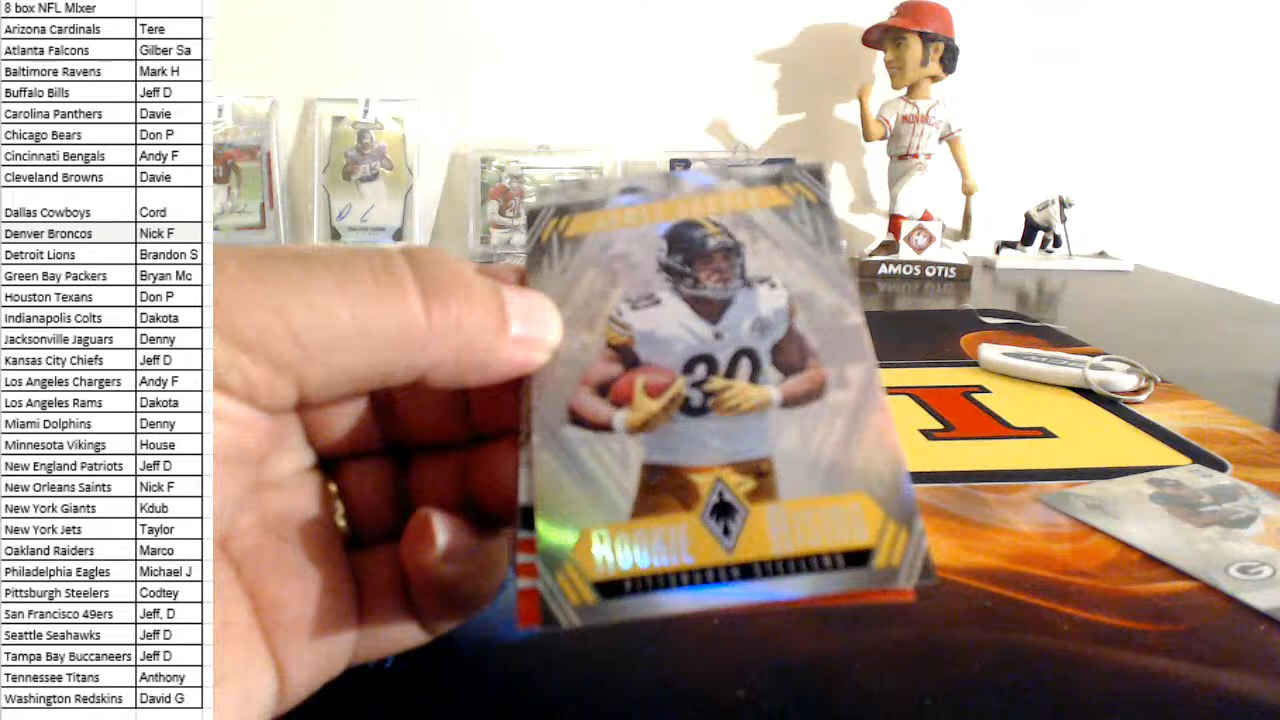 8 box NFL MIxer
Arizona Cardinals Tere
Atlanta Falcons Gilber Sa
Baltimore Ravens Mark H
Buffalo Bills Jeff D
Carolina Panthers Davie
Chicago Bears Don P
Cincinnati Bengals Andy F
Cleveland Browns Davie
Dallas Cowboys Cord
Denver Broncos Nick F
Detroit Lions Brandon S
Green Bay Packers Bryan Mc
Houston Texans Don P
Indianapolis Colts Dakota
Jacksonville Jaguars Denny
Kansas City Chiefs Jeff D
Los Angeles Chargers Andy F
Los Angeles Rams Dakota
Miami Dolphins Denny
Minnesota Vikings House
New England Patriots Jeff D
New Orleans Saints Nick F
New York Giants Kdub
New York Jets Taylor
Oakland Raiders Marco
Philadelphia Eagles Michael J
Pittsburgh Steelers Codtey
San Francisco 49ers Jeff, D
Seattle Seahawks Jeff D
Tampa Bay Buccaneers Jeff D
Tennessee Titans Anthony
Washington Redskins David G
AMOS OTIS
30
30
ROOKIE RISING
PITTSBURGH STEELERS
I
G